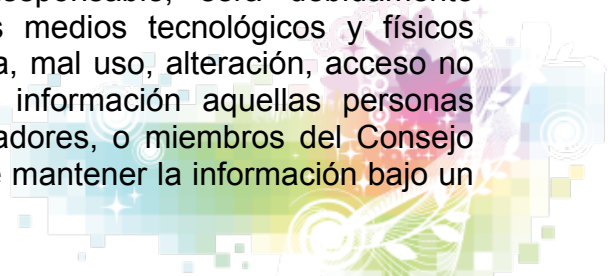 responsable, será debidamente
s medios tecnológicos y físicos
a, mal uso, alteración, acceso no
información aquellas personas
adores, o miembros del Consejo
e mantener la información bajo un